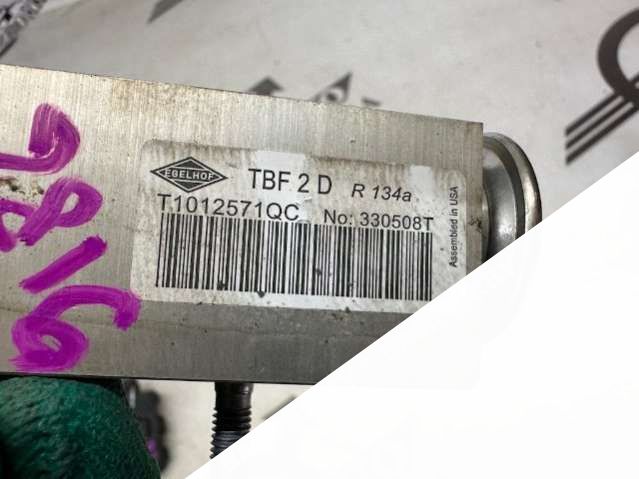 EGELHOF
TBF 2 D R 134a
T1012571QC No: 330508T
Assembled in USA